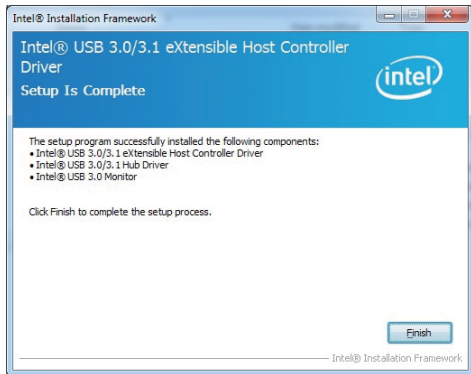 Intel® Installation Framework
Intel® USB 3.0/3.1 eXtensible Host Controller
Driver
Setup Is Complete
intel
The setup program successfully installed the following components:
• Intel® USB 3.0/3.1 eXtensible Host Controller Driver
• Intel® USB 3.0/3.1 Hub Driver
• Intel® USB 3.0 Monitor
Click Finish to complete the setup process.
Finish
Intel® Installation Framework